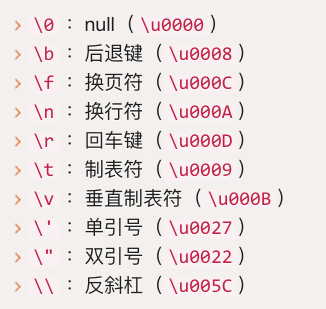 \0 ：null（\u0000）
\b ：后退键（\u0008）
\f ：换页符（\u000C）
\n ：换行符（\u000A）
\r ：回车键（\u000D）
\t ：制表符（\u0009）
\v ：垂直制表符（\u000B）
\' ：单引号（\u0027）
\" ：双引号（\u0022）
\\ ：反斜杠（\u005C）